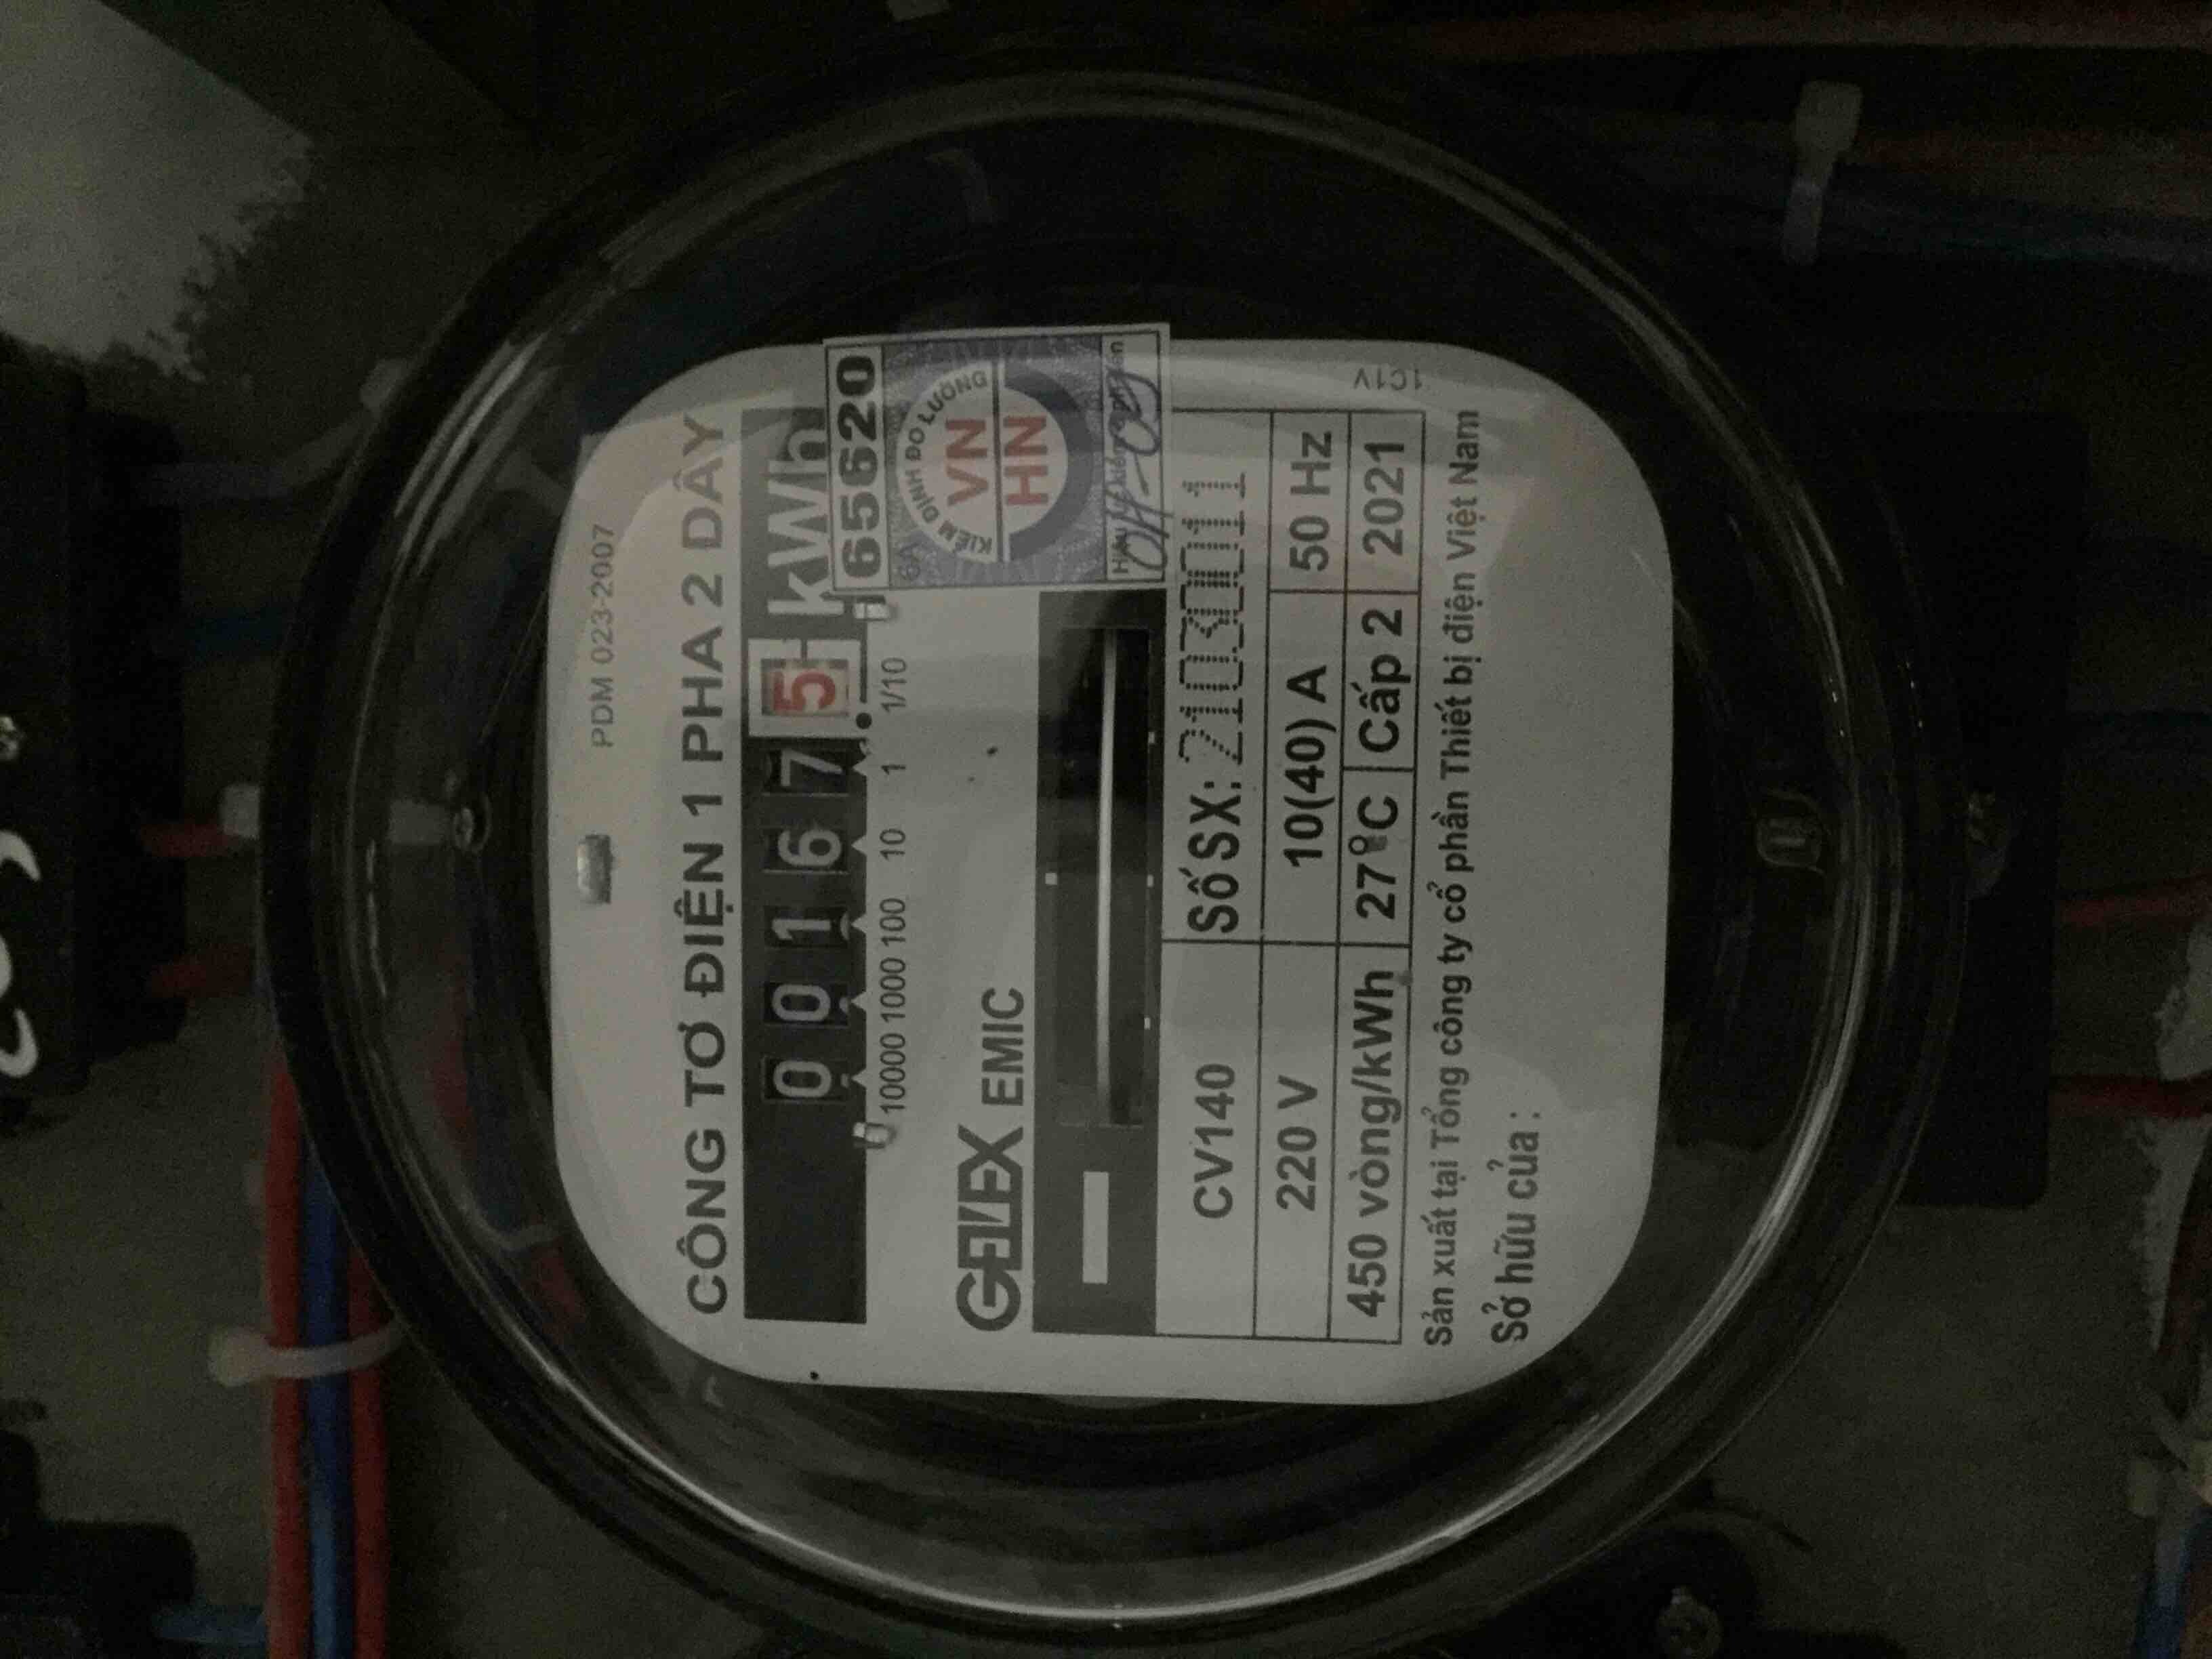 PDM 023-2007
CÔNG TƠ ĐIỆN 1 PHA 2 DÂY
0 0 1 6 7 5 kWh
10000 1000 100 10 1 1/10
65620
6A
KIỂM ĐỊNH ĐO LƯỜNG
VN
HN
GELEX EMIC
CV140 Số SX: 21030011
220 V 10(40) A 50 Hz
450 vòng/kWh 27°C Cấp 2 2021
Sản xuất tại Tổng công ty cổ phần Thiết bị điện Việt Nam
Sở hữu của :
1C1V